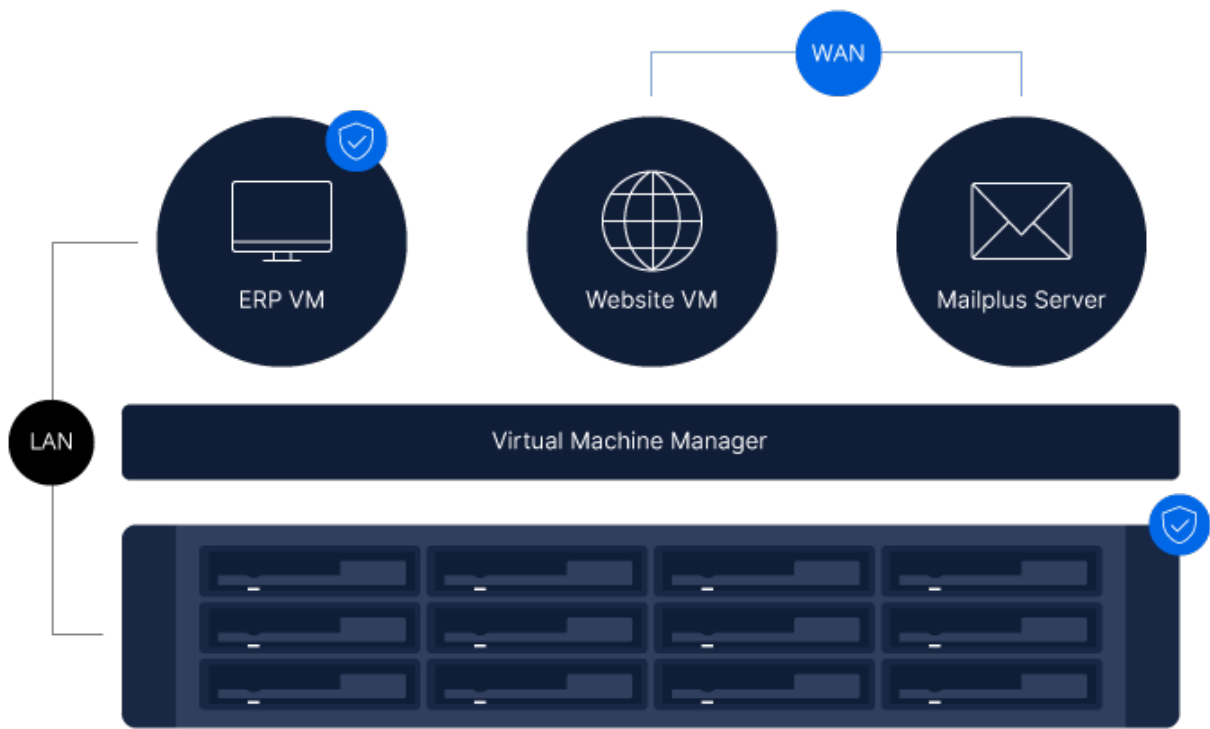 WAN
ERP VM
Website VM
Mailplus Server
LAN
Virtual Machine Manager